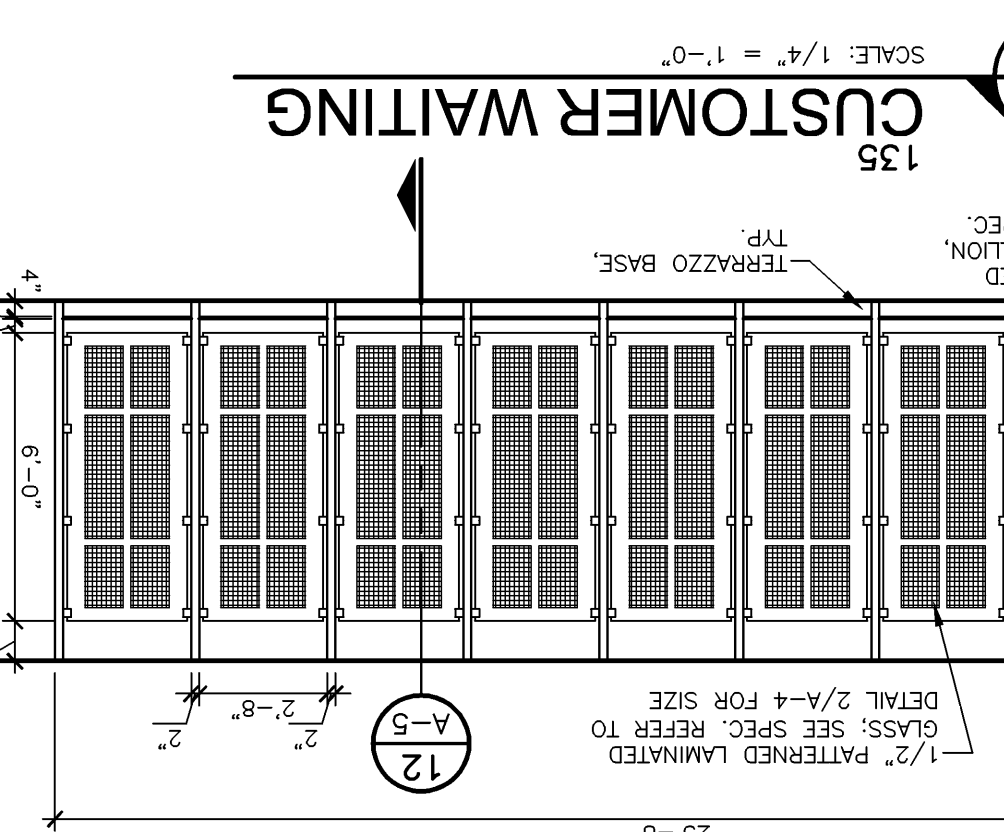 1/2" PATTERNED LAMINATED
GLASS; SEE SPEC. REFER TO
DETAIL 2/A-4 FOR SIZE
12
A-5
2"
2'-8"
2"
6'-0"
4"
TERRAZZO BASE,
TYP.
135
CUSTOMER WAITING
SCALE: 1/4" = 1'-0"